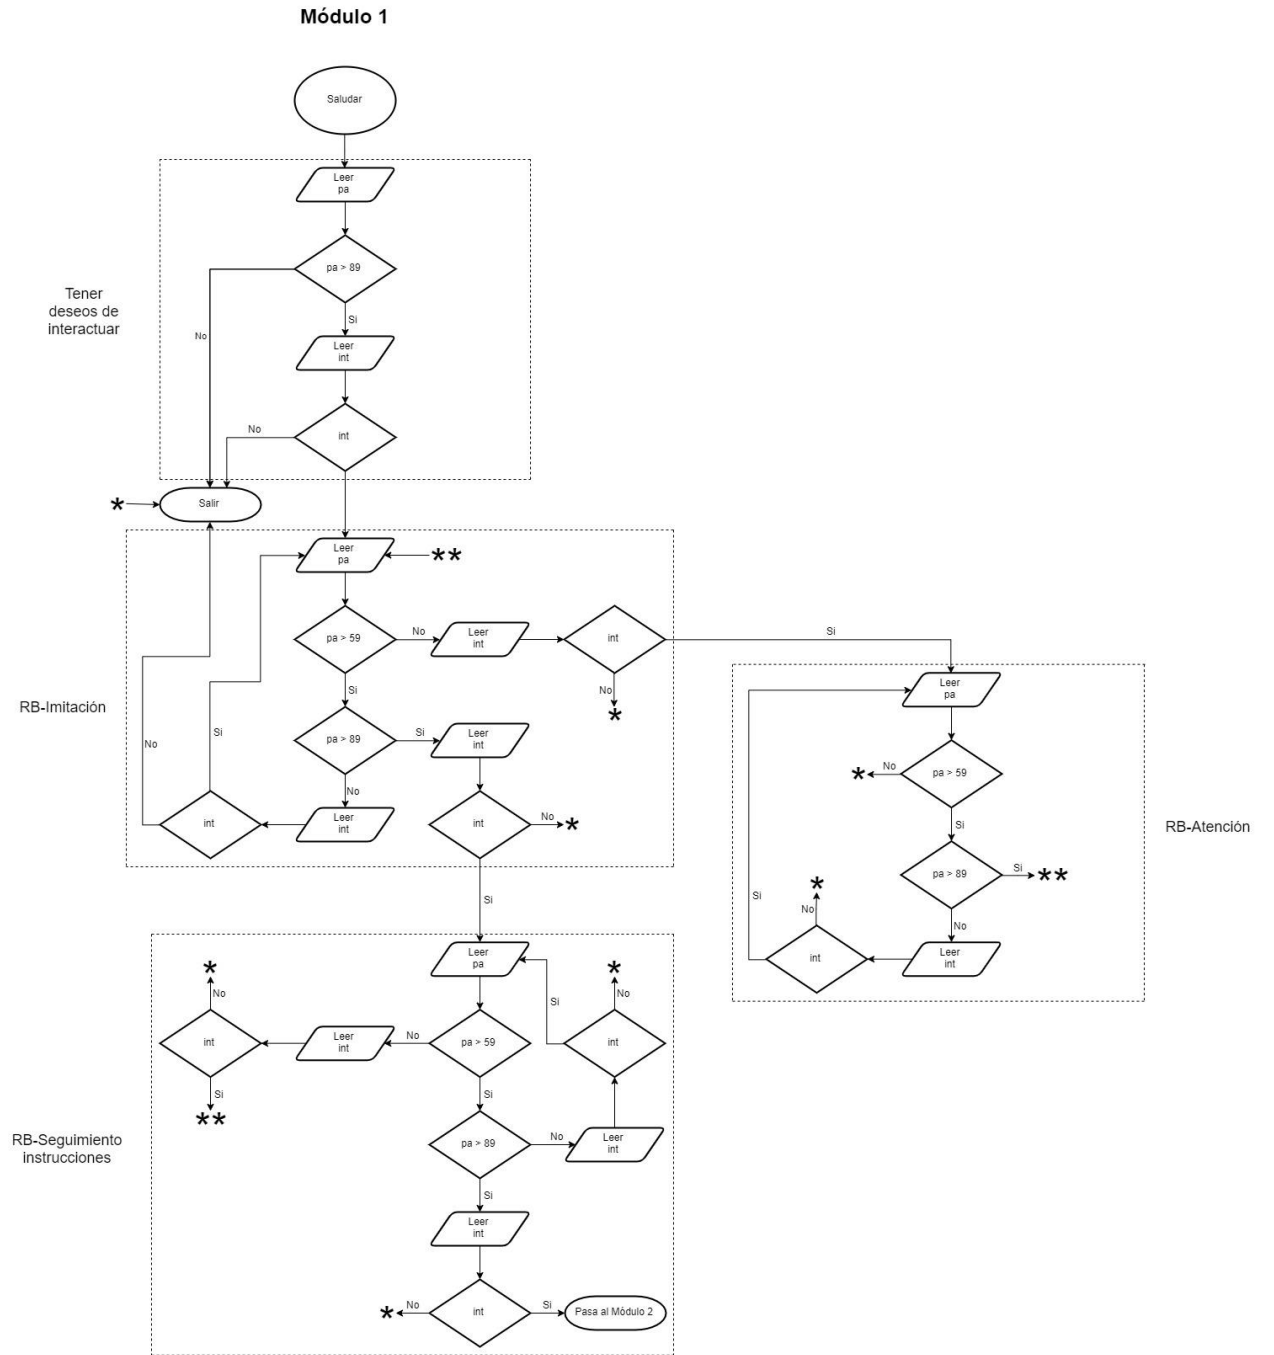 Módulo 1
Saludar
Leer
pa
pa > 89
Si
No
Tener
deseos de
interactuar
Leer
int
No
int
*
Salir
Leer
pa
**
pa > 59
No
Leer
int
int
Si
No
*
Si
RB-Imitación
pa > 89
Si
Leer
int
No
Si
No
Leer
int
int
int
No
*
Leer
pa
pa > 59
No
*
Si
RB-Atención
pa > 89
Si
**
No
Leer
int
int
No
*
Si
Si
Leer
pa
pa > 59
No
Leer
int
int
No
*
Si
**
Si
int
No
*
Si
RB-Seguimiento
instrucciones
pa > 89
No
Leer
int
Si
Leer
int
int
No
*
Si
Pasa al Módulo 2